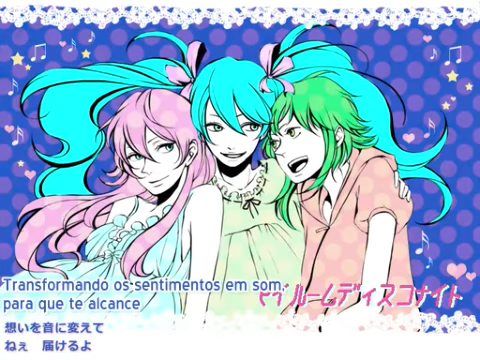 Transformando os sentimentos em som,
para que te alcance
ルームディスコナイト
想いを音に変えて
ねぇ 届けるよ